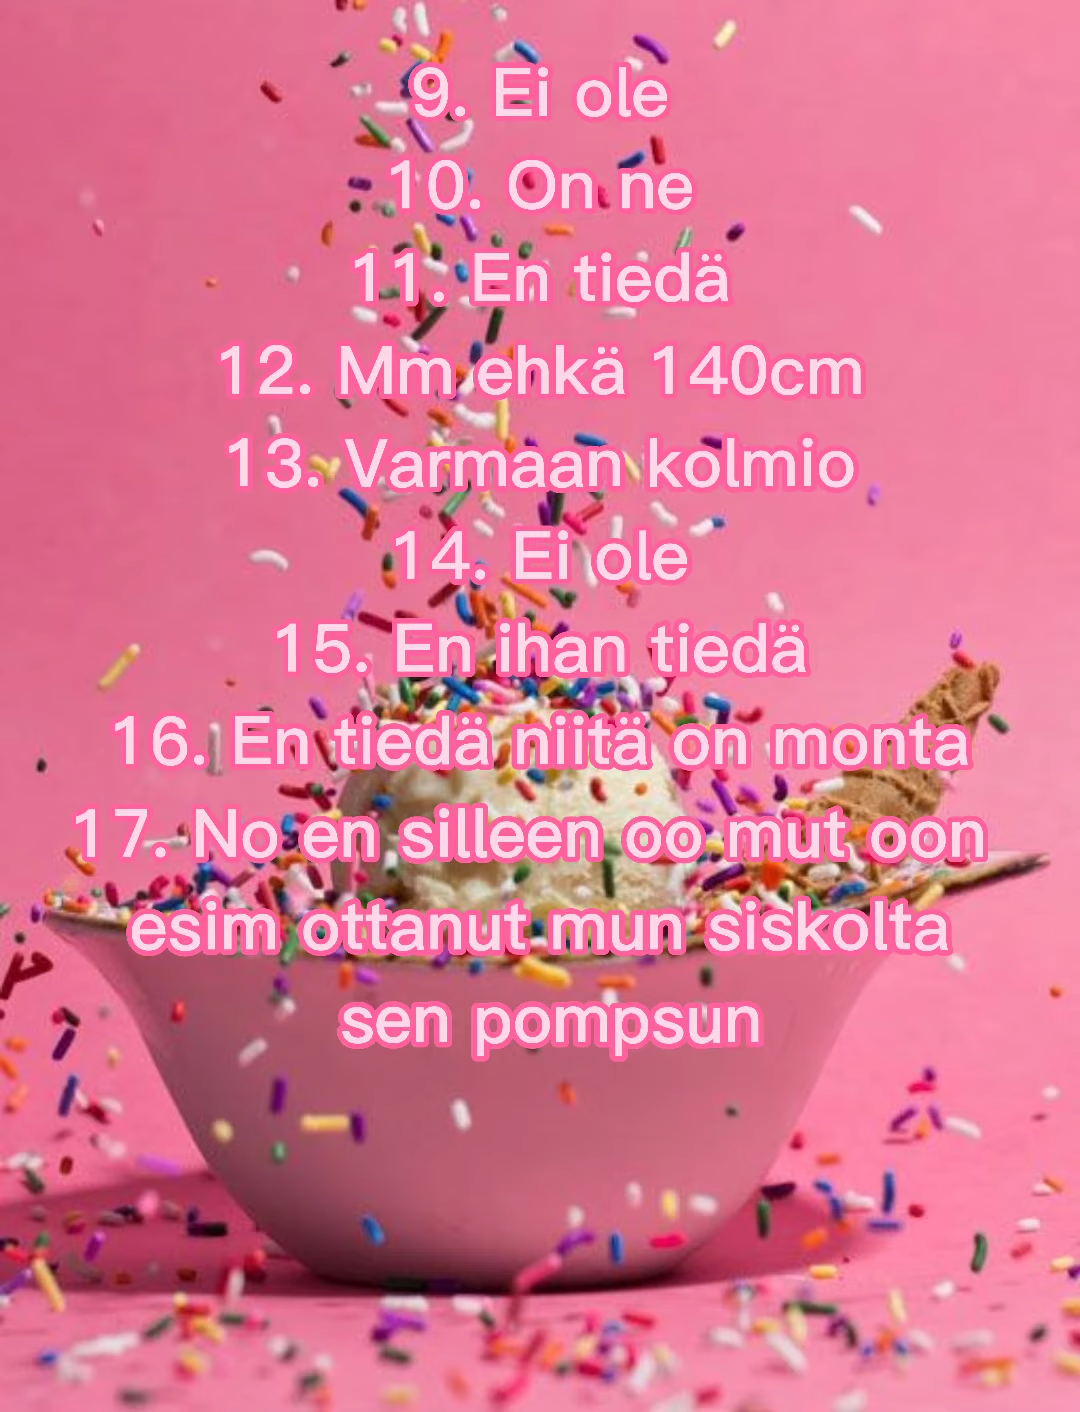 9. Ei ole
10. On ne
11. En tiedä
12. Mm ehkä 140cm
13. Varmaan kolmio
14. Ei ole
15. En ihan tiedä
16. En tiedä niitä on monta
17. No en silleen oo mut oon
esim ottanut mun siskolta
sen pompsun